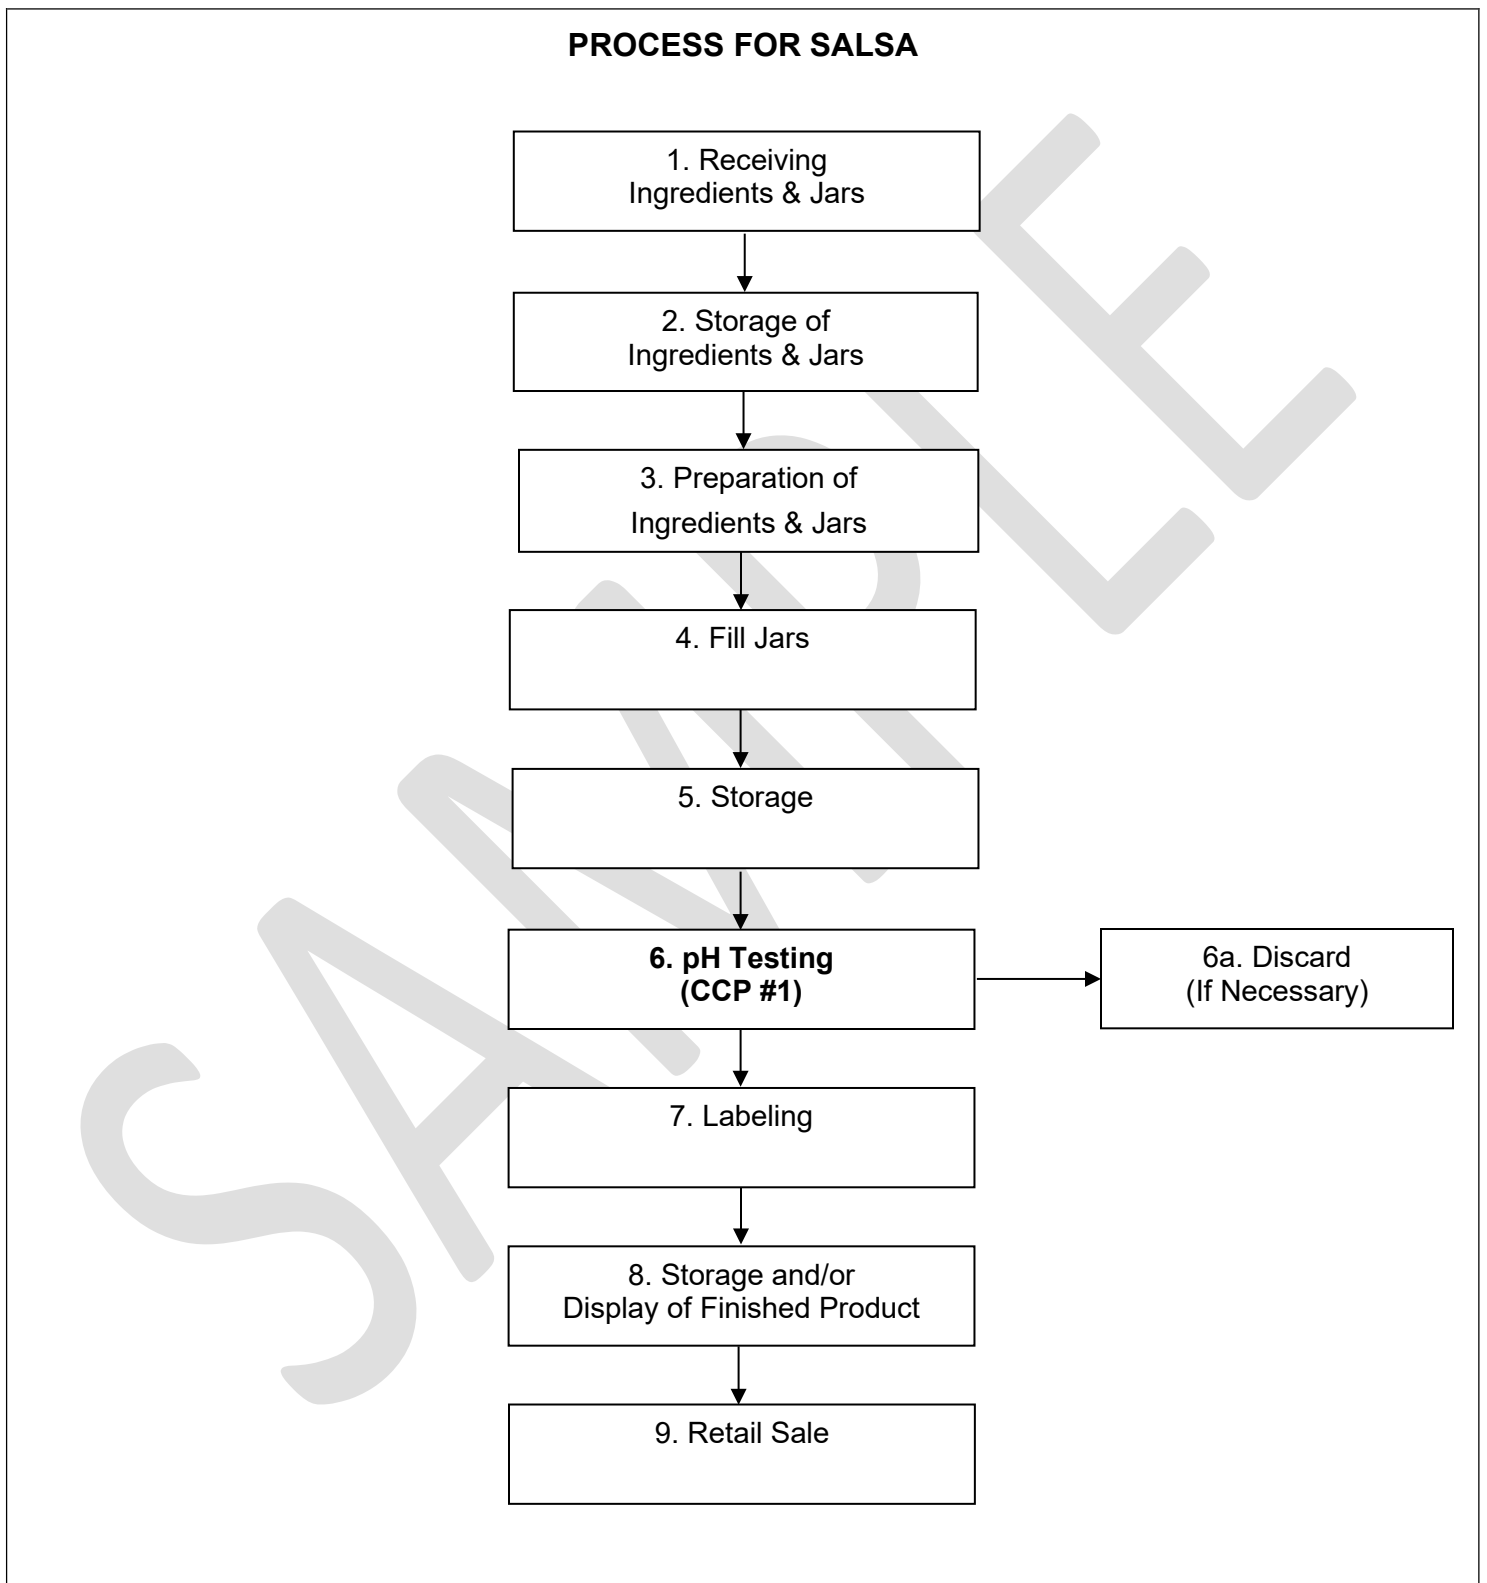 PROCESS FOR SALSA
1. Receiving
Ingredients & Jars
2. Storage of
Ingredients & Jars
3. Preparation of
Ingredients & Jars
4. Fill Jars
5. Storage
6. pH Testing
(CCP #1)
6a. Discard
(If Necessary)
7. Labeling
8. Storage and/or
Display of Finished Product
9. Retail Sale
SAMPLE